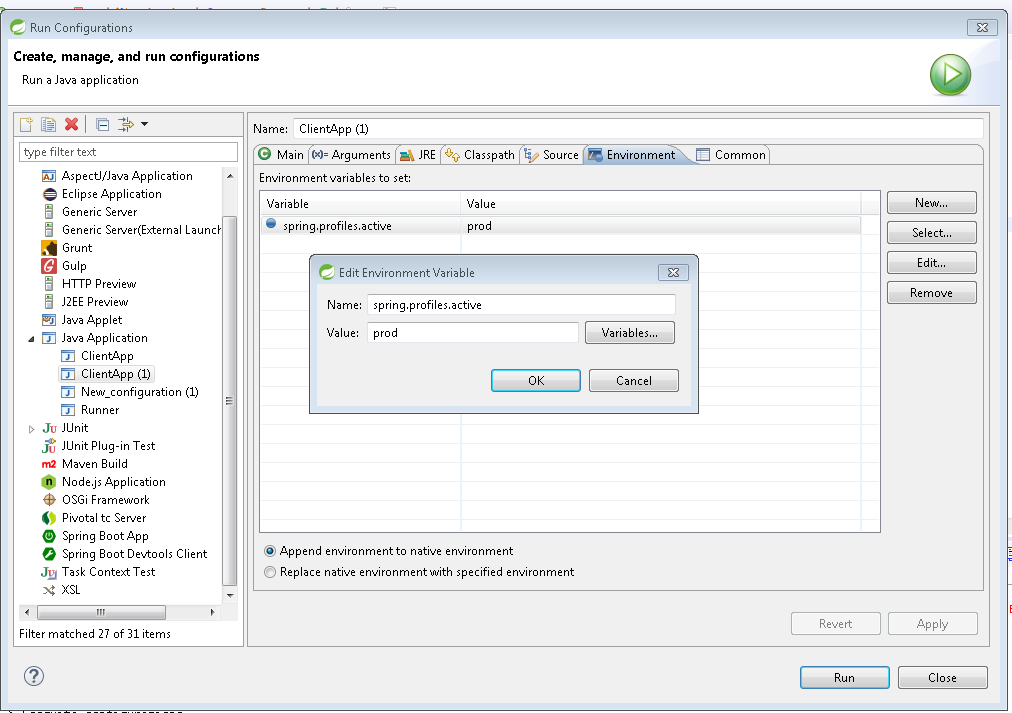 Run Configurations
Create, manage, and run configurations
Run a Java application
Name: ClientApp (1)
type filter text
Main (x)= Arguments JRE Classpath Source Environment Common
AspectJ/Java Application
Eclipse Application
Generic Server
Generic Server(External Launch
Grunt
Gulp
HTTP Preview
J2EE Preview
Java Applet
Java Application
ClientApp
ClientApp (1)
New_configuration (1)
Runner
JUnit
JUnit Plug-in Test
m2 Maven Build
Node.js Application
OSGi Framework
Pivotal tc Server
Spring Boot App
Spring Boot Devtools Client
Task Context Test
XSL
Filter matched 27 of 31 items
Environment variables to set:
Variable Value
spring.profiles.active prod
New...
Select...
Edit...
Remove
Edit Environment Variable
Name: spring.profiles.active
Value: prod Variables...
OK Cancel
Append environment to native environment
Replace native environment with specified environment
Revert Apply
Run Close